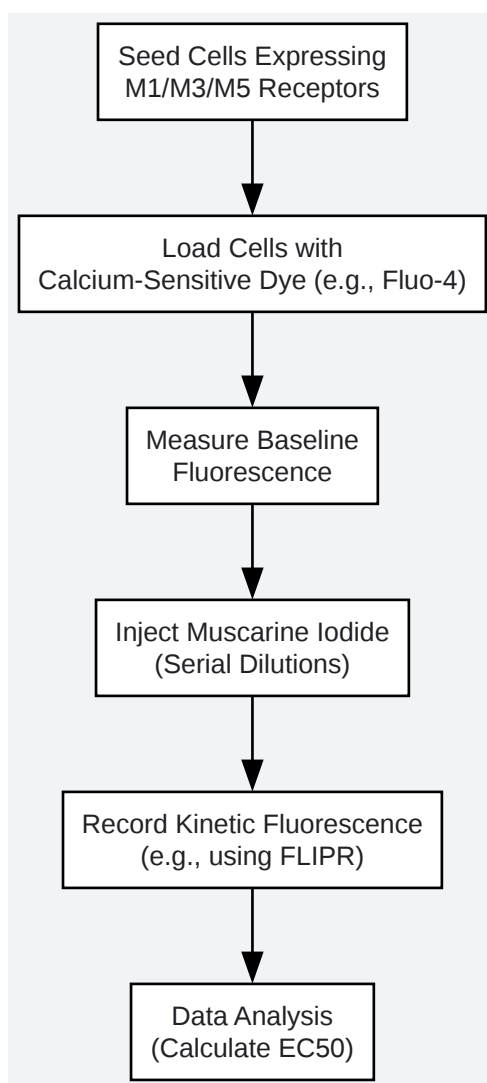 Seed Cells Expressing
M1/M3/M5 Receptors
Load Cells with
Calcium-Sensitive Dye (e.g., Fluo-4)
Measure Baseline
Fluorescence
Inject Muscarine Iodide
(Serial Dilutions)
Record Kinetic Fluorescence
(e.g., using FLIPR)
Data Analysis
(Calculate EC50)